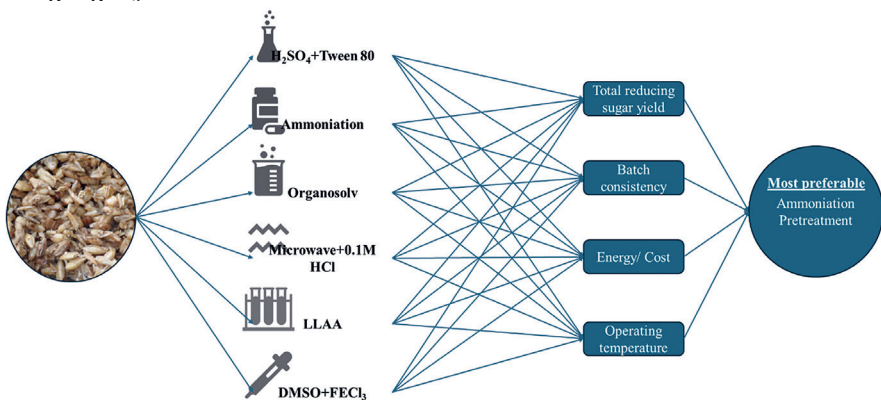 H₂SO₄+Tween 80
Ammoniation
Organosolv
Microwave+0.1M
HCl
LLAA
DMSO+FECl₃
Total reducing
sugar yield
Batch
consistency
Energy/ Cost
Operating
temperature
Most preferable
Ammoniation
Pretreatment